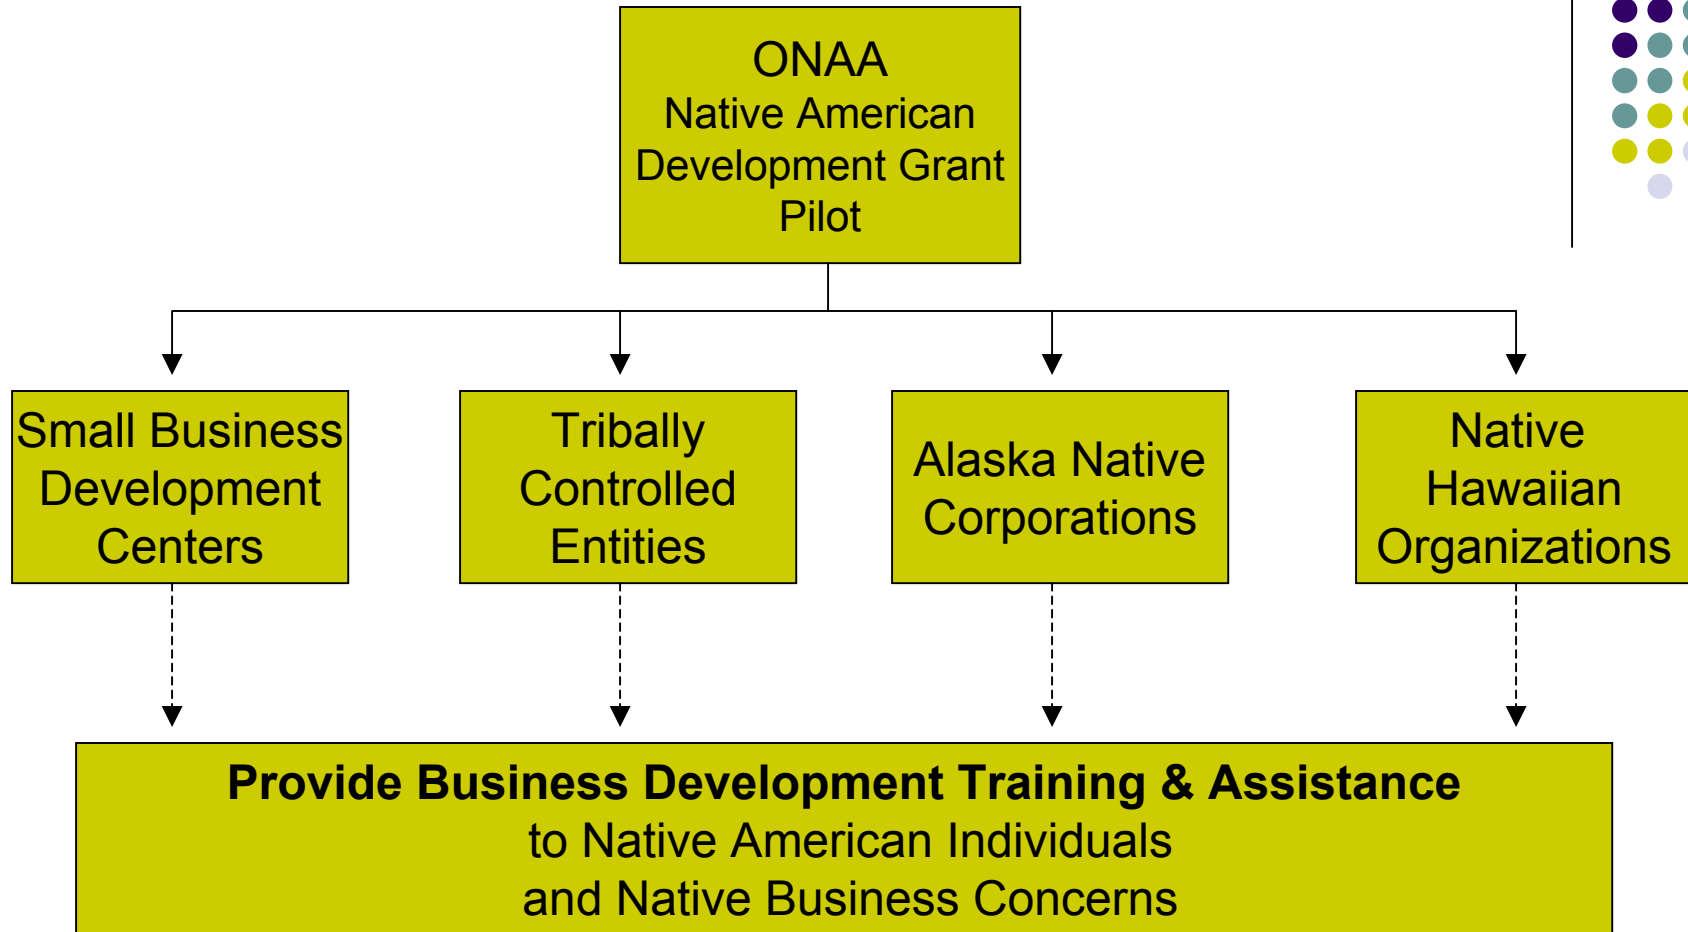 ONAA
Native American
Development Grant
Pilot
Small Business
Development
Centers
Tribally
Controlled
Entities
Alaska Native
Corporations
Native
Hawaiian
Organizations
Provide Business Development Training & Assistance
to Native American Individuals
and Native Business Concerns